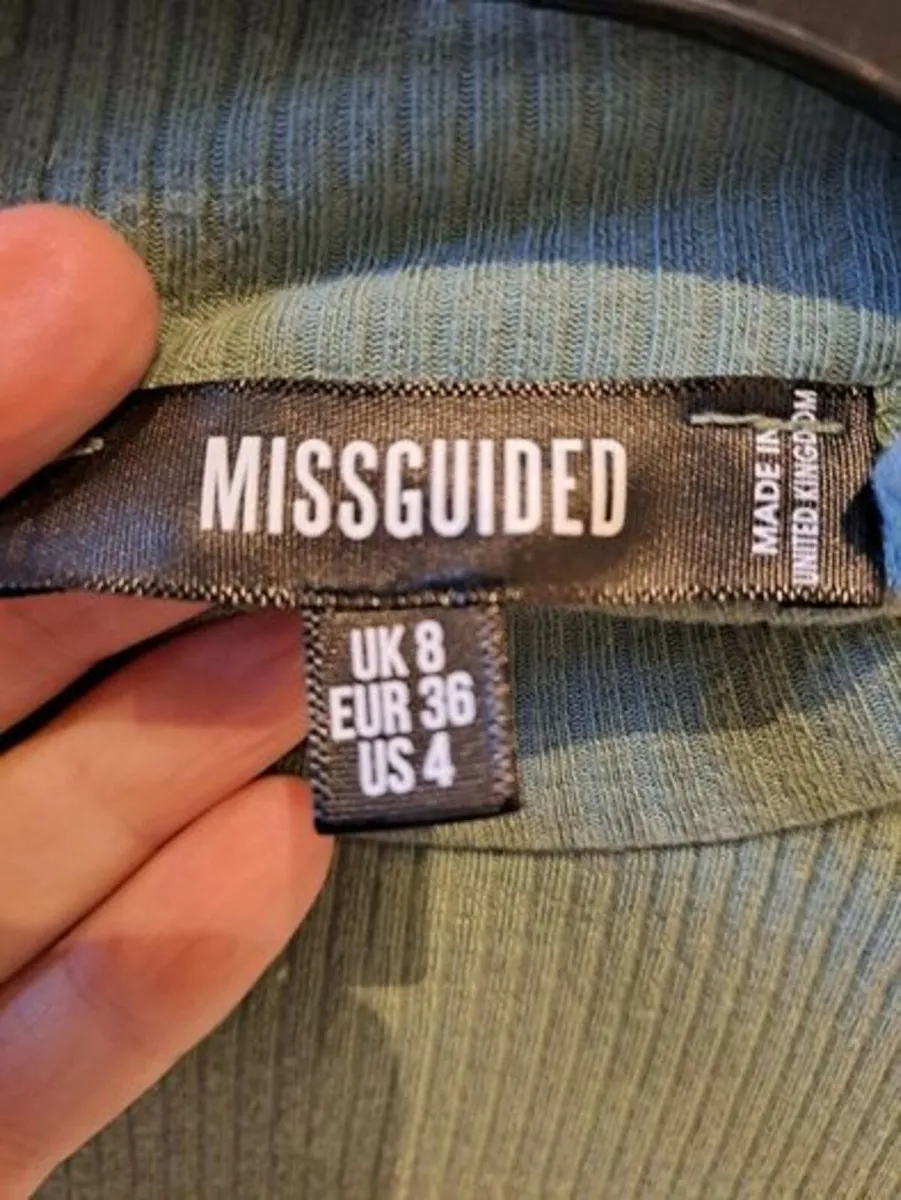 MISSGUIDED
MADE IN
UNITED KINGDOM
UK 8
EUR 36
US 4